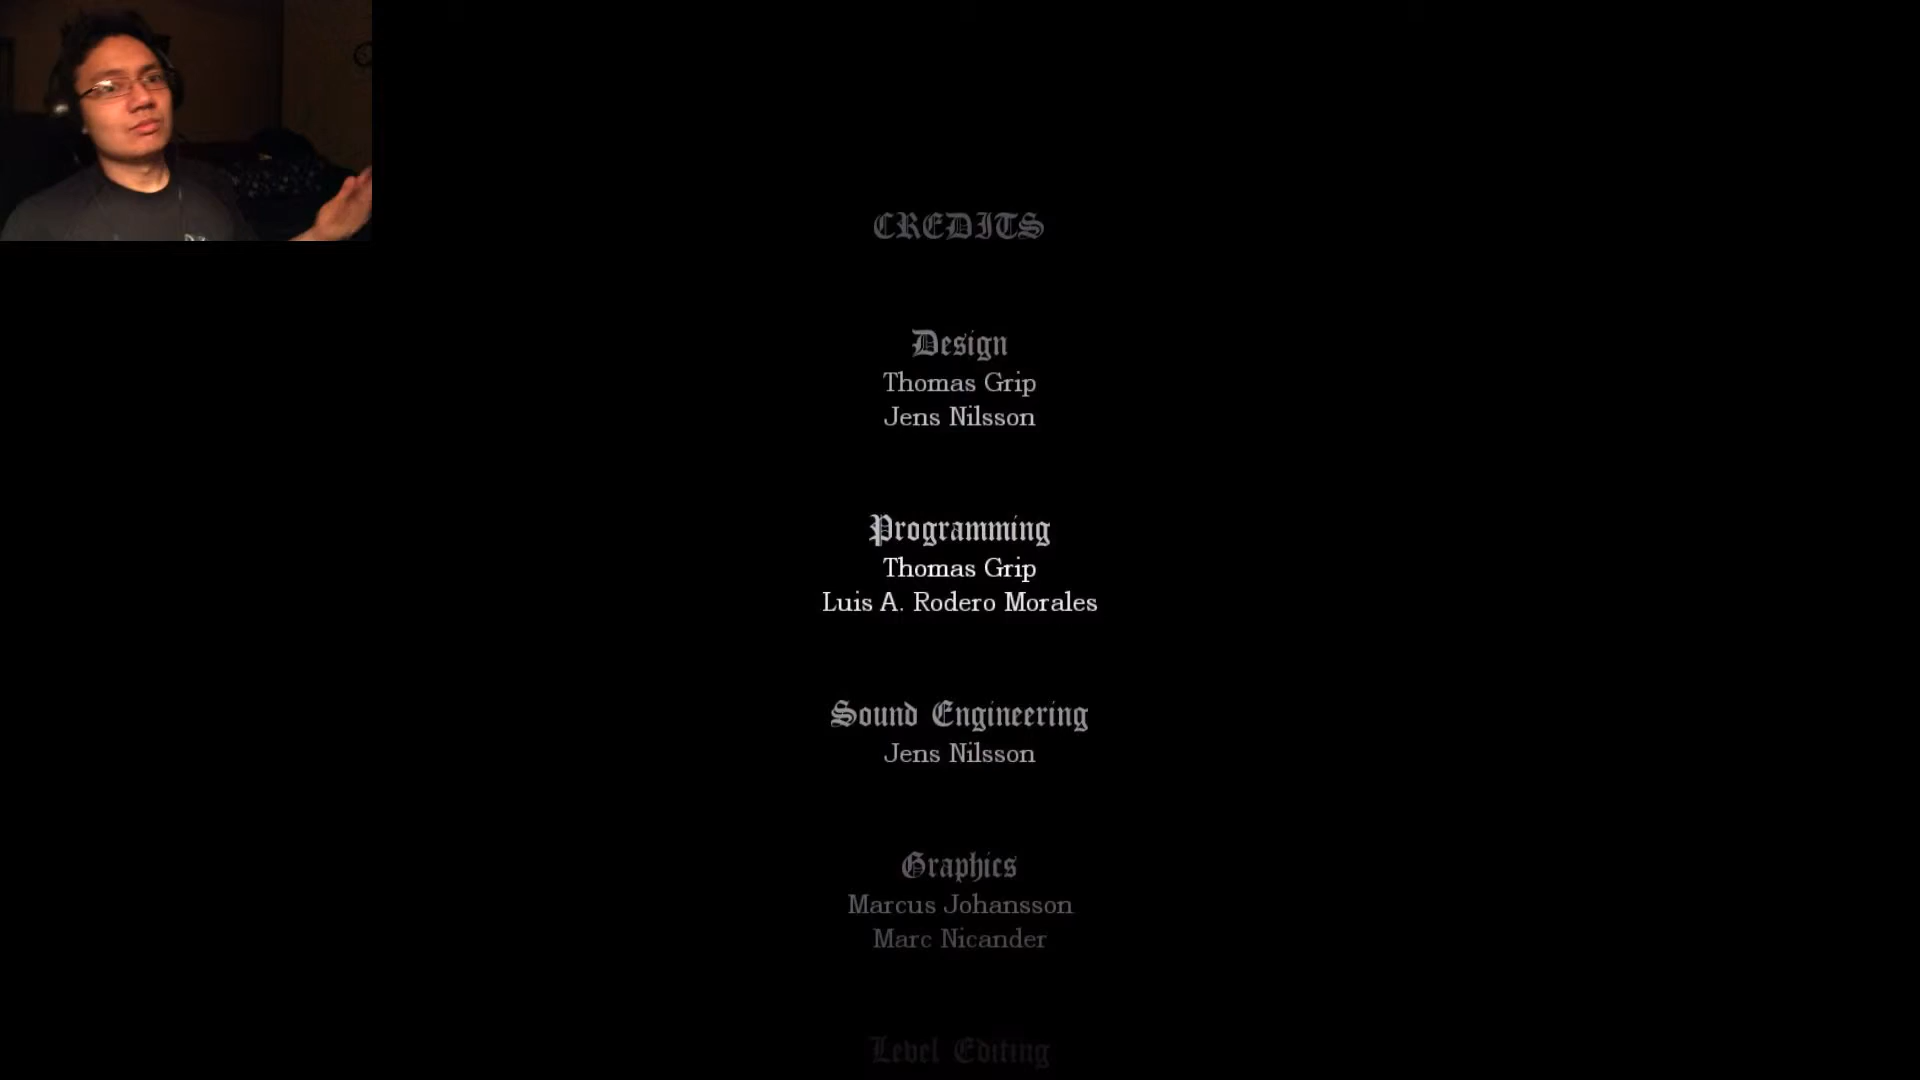 CREDITS
Design
Thomas Grip
Jens Nilsson
Programming
Thomas Grip
Luis A. Rodero Morales
Sound Engineering
Jens Nilsson
Graphics
Marcus Johansson
Marc Nicander
Level Editing